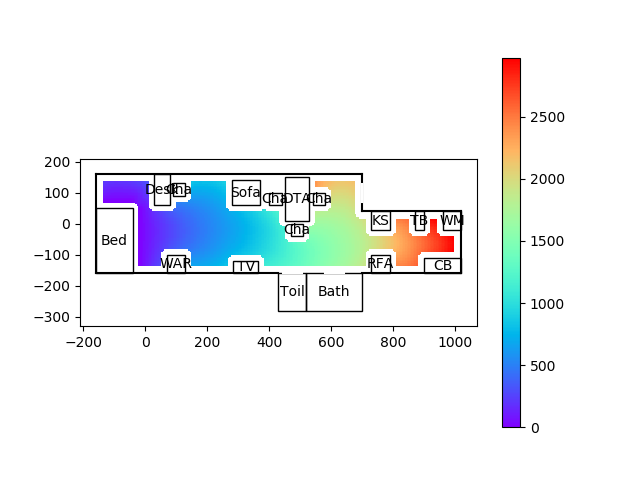 200
100
0
−100
−200
−300
−200
0
200
400
600
800
1000
Bed
Desk
Cha
WAR
Sofa
TV
Cha
DTA
Cha
Cha
Toil
Bath
KS
RFA
TB
WM
CB
2500
2000
1500
1000
500
0